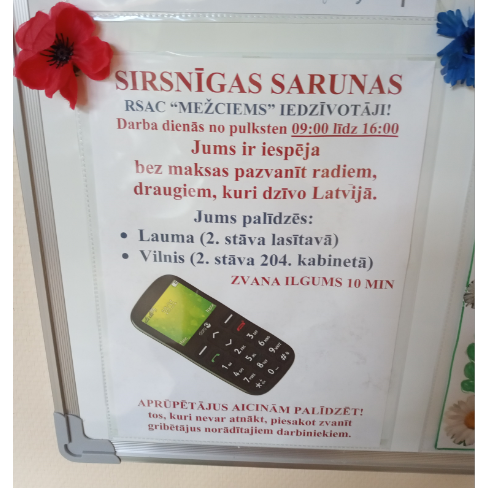 SIRSNĪGAS SARUNAS
RSAC “MEŽCIEMS” IEDZĪVOTĀJI!
Darba dienās no pulksten 09:00 līdz 16:00
Jums ir iespēja
bez maksas pazvanīt radiem,
draugiem, kuri dzīvo Latvijā.
Jums palīdzēs:
• Lauma (2. stāva lasītavā)
• Vilnis (2. stāva 204. kabinetā)
ZVANA ILGUMS 10 MIN
APRŪPĒTĀJUS AICINĀM PALĪDZĒT!
tos, kuri nevar atnākt, piesakot zvanīt
gribētājus norādītajiem darbiniekiem.